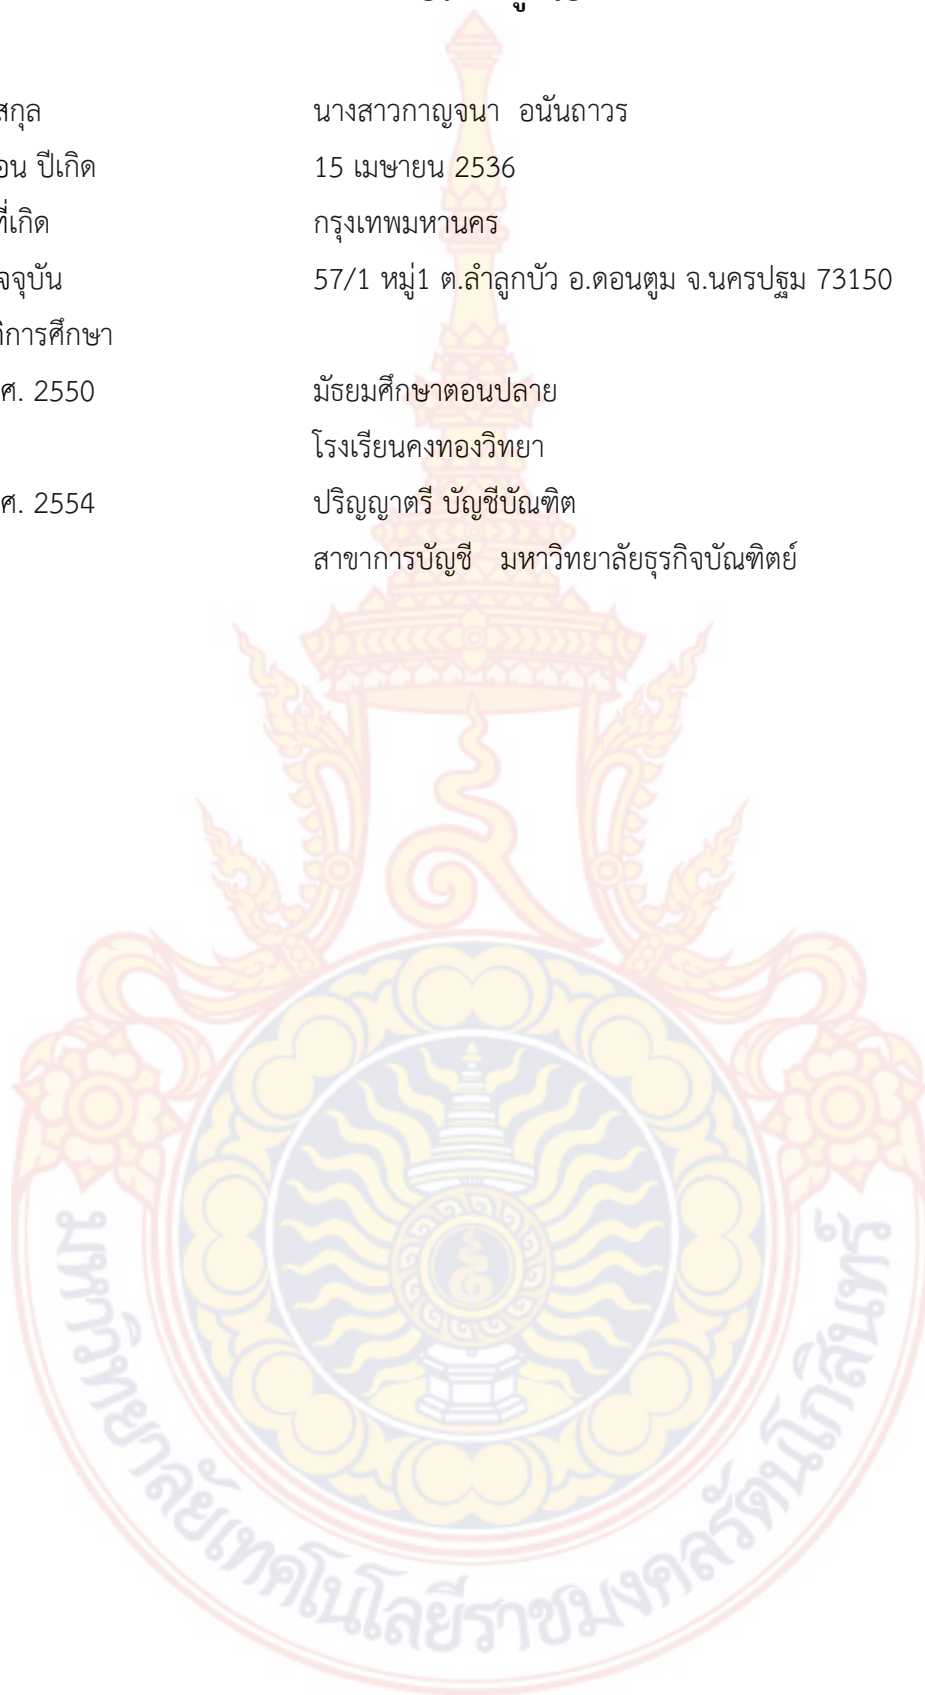 สกุล นางสาวกาญจนา อนันถาวร
อน ปีเกิด 15 เมษายน 2536
ที่เกิด กรุงเทพมหานคร
จจุบัน 57/1 หมู่1 ต.ลำลูกบัว อ.ดอนตูม จ.นครปฐม 73150
ติการศึกษา
ศ. 2550 มัธยมศึกษาตอนปลาย
โรงเรียนคงทองวิทยา
ศ. 2554 ปริญญาตรี บัญชีบัณฑิต
สาขาการบัญชี มหาวิทยาลัยธุรกิจบัณฑิตย์
มหาวิทยาลัยเทคโนโลยีราชมงคลรัตนโกสินทร์